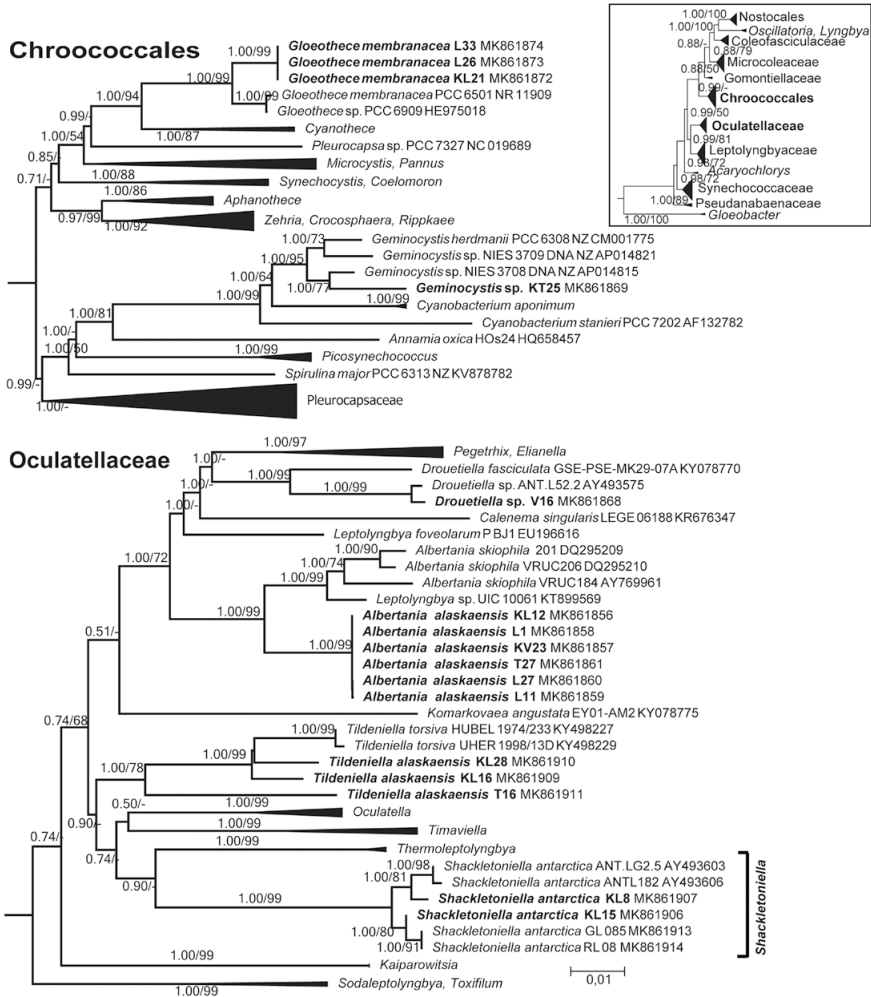 Chroococcales
1.00/99
Gloeothece membranacea L33 MK861874
Gloeothece membranacea L26 MK861873
1.00/99
Gloeothece membranacea KL21 MK861872
1.00/94
Gloeothece membranacea PCC 6501 NR 11909
1.00/99
Gloeothece sp. PCC 6909 HE975018
0.99/-
Cyanothece
1.00/87
1.00/54
Pleurocapsa sp. PCC 7327 NC 019689
0.85/-
Microcystis, Pannus
0.71/-
1.00/88
Synechocystis, Coelomoron
1.00/86
Aphanothece
0.97/99
1.00/92
Zehria, Crocosphaera, Rippkaee
1.00/73
Geminocystis herdmanii PCC 6308 NZ CM001775
1.00/95
Geminocystis sp. NIES 3709 DNA NZ AP014821
1.00/64
Geminocystis sp. NIES 3708 DNA NZ AP014815
1.00/77
Geminocystis sp. KT25 MK861869
1.00/99
1.00/99
Cyanobacterium aponimum
1.00/81
Cyanobacterium stanieri PCC 7202 AF132782
1.00/-
Annamia oxica HOs24 HQ658457
1.00/50
1.00/99
Picosynechococcus
Spirulina major PCC 6313 NZ KV878782
0.99/-
1.00/-
Pleurocapsaceae
1.00/100
Nostocales
1.00/100
Oscillatoria, Lyngbya
0.88/-
Coleofasciculaceae
0.88/79
Microcoleaceae
0.88/50
Gomontiellaceae
0.99/-
Chroococcales
0.99/50
Oculatellaceae
0.99/81
Leptolyngbyaceae
0.98/72
Acaryochlorys
0.98/72
Synechococcaceae
1.00/89
Pseudanabaenaceae
1.00/100
Gloeobacter
Oculatellaceae
1.00/97
Pegetrhix, Elianella
1.00/-
Drouetiella fasciculata GSE-PSE-MK29-07A KY078770
1.00/99
1.00/-
Drouetiella sp. ANT.L52.2 AY493575
1.00/99
Drouetiella sp. V16 MK861868
1.00/-
Calenema singularis LEGE 06188 KR676347
Leptolyngbya foveolarum P BJ1 EU196616
1.00/72
1.00/90
Albertania skiophila 201 DQ295209
1.00/74
Albertania skiophila VRUC206 DQ295210
1.00/99
Albertania skiophila VRUC184 AY769961
Leptolyngbya sp. UIC 10061 KT899569
1.00/99
Albertania alaskaensis KL12 MK861856
Albertania alaskaensis L1 MK861858
0.51/-
1.00/99
Albertania alaskaensis KV23 MK861857
Albertania alaskaensis T27 MK861861
Albertania alaskaensis L27 MK861860
Albertania alaskaensis L11 MK861859
Komarkovaea angustata EY01-AM2 KY078775
0.74/68
1.00/99
Tildeniella torsiva HUBEL 1974/233 KY498227
1.00/99
Tildeniella torsiva UHER 1998/13D KY498229
1.00/78
Tildeniella alaskaensis KL28 MK861910
Tildeniella alaskaensis KL16 MK861909
Tildeniella alaskaensis T16 MK861911
0.50/-
1.00/99
Oculatella
0.90/-
1.00/99
Timaviella
0.74/-
1.00/99
Thermoleptolyngbya
0.74/-
1.00/98
Shackletoniella antarctica ANT.LG2.5 AY493603
1.00/81
Shackletoniella antarctica ANTL182 AY493606
0.90/-
1.00/99
Shackletoniella antarctica KL8 MK861907
Shackletoniella antarctica KL15 MK861906
1.00/80
Shackletoniella antarctica GL 085 MK861913
1.00/91
Shackletoniella antarctica RL 08 MK861914
Shackletoniella
1.00/99
Kaiparowitsia
0,01
1.00/99
Sodaleptolyngbya, Toxifilum